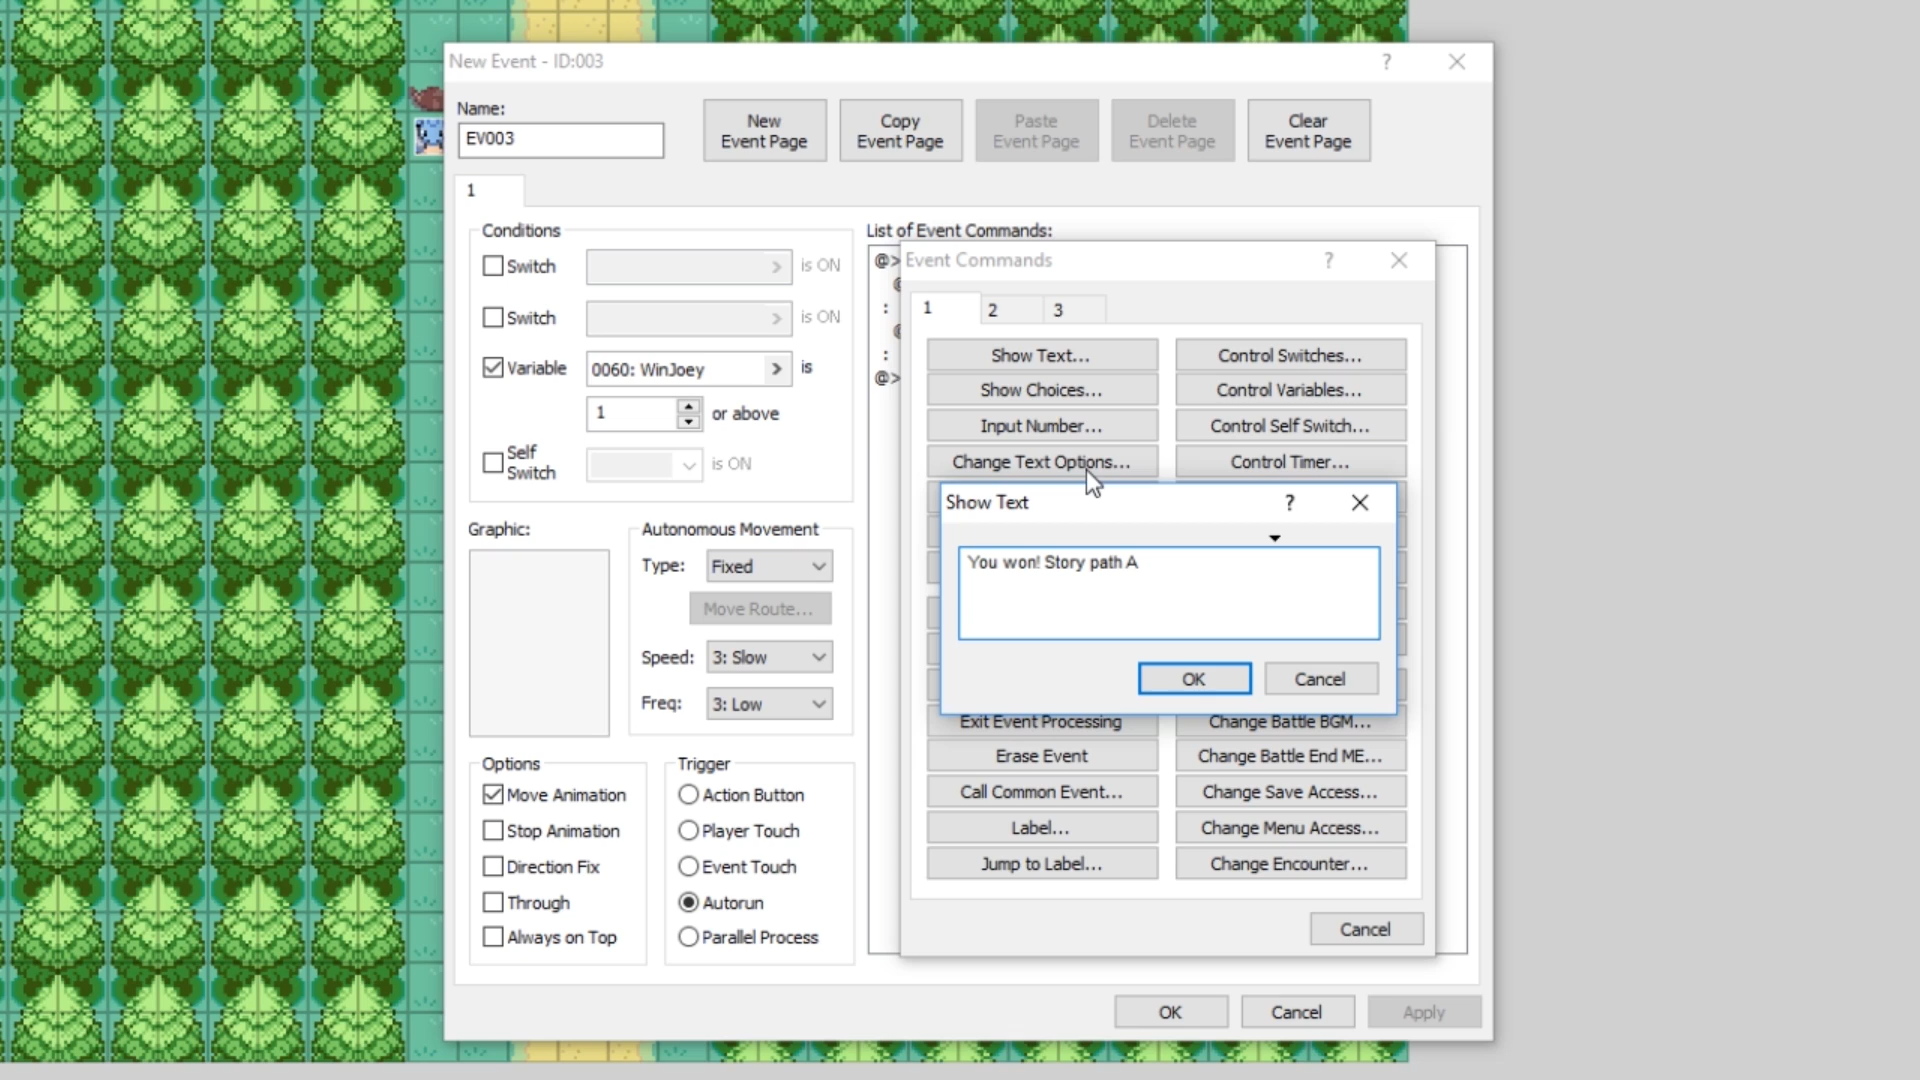 New Event - ID:003
?
Name:
EV003
New
Event Page
Copy
Event Page
Paste
Event Page
Delete
Event Page
Clear
Event Page
1
Conditions
Switch
is ON
Switch
is ON
Variable
0060: WinJoey
is
1
or above
Self
Switch
is ON
Graphic:
Autonomous Movement
Type:
Fixed
Move Route...
Speed:
3: Slow
Freq:
3: Low
Options
Move Animation
Stop Animation
Direction Fix
Through
Always on Top
Trigger
Action Button
Player Touch
Event Touch
Autorun
Parallel Process
List of Event Commands:
@>
:
:
@>
Event Commands
?
1
2
3
Show Text...
Control Switches...
Show Choices...
Control Variables...
Input Number...
Control Self Switch...
Change Text Options...
Control Timer...
Show Text
?
You won! Story path A
OK
Cancel
Exit Event Processing
Change Battle BGM...
Erase Event
Change Battle End ME...
Call Common Event...
Change Save Access...
Label...
Change Menu Access...
Jump to Label...
Change Encounter...
Cancel
OK
Cancel
Apply